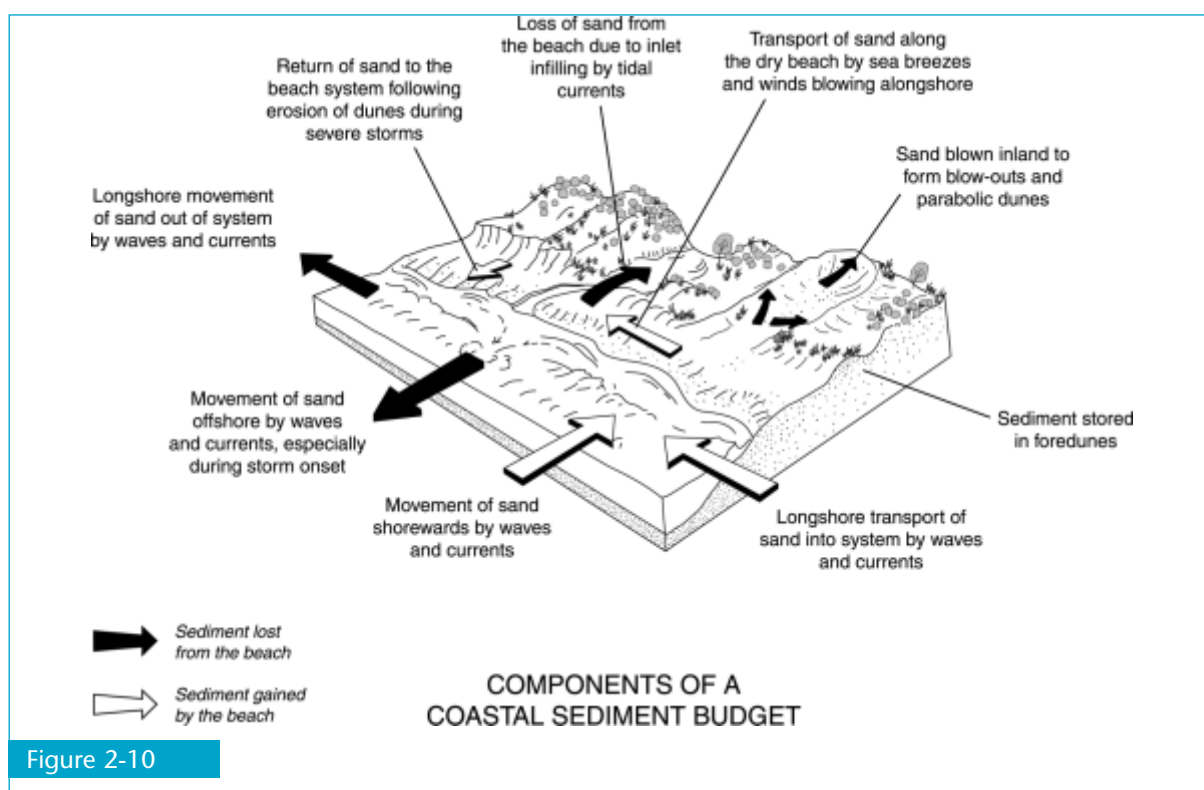 Loss of sand from
the beach due to inlet
infilling by tidal
currents
Transport of sand along
the dry beach by sea breezes
and winds blowing alongshore
Return of sand to the
beach system following
erosion of dunes during
severe storms
Sand blown inland to
form blow-outs and
parabolic dunes
Longshore movement
of sand out of system
by waves and currents
Movement of sand
offshore by waves
and currents, especially
during storm onset
Sediment stored
in foredunes
Movement of sand
shorewards by waves
and currents
Longshore transport of
sand into system by waves
and currents
Sediment lost
from the beach
Sediment gained
by the beach
COMPONENTS OF A
COASTAL SEDIMENT BUDGET
Figure 2-10